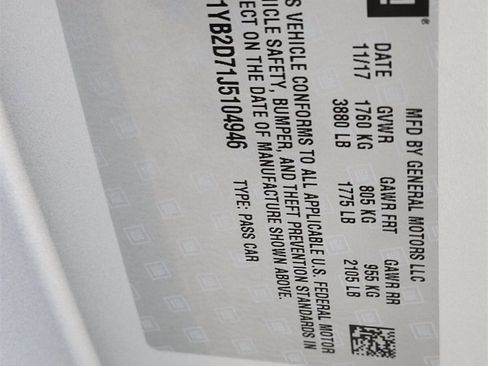 MFD BY GENERAL MOTORS LLC
DATE GVWR GAWR FRT GAWR RR
11/17 1760 KG 805 KG 955 KG
3880 LB 1775 LB 2105 LB
®
S VEHICLE CONFORMS TO ALL APPLICABLE U.S. FEDERAL MOTOR
HICLE SAFETY, BUMPER, AND THEFT PREVENTION STANDARDS IN
ECT ON THE DATE OF MANUFACTURE SHOWN ABOVE.
1YB2D71J5104946 TYPE: PASS CAR